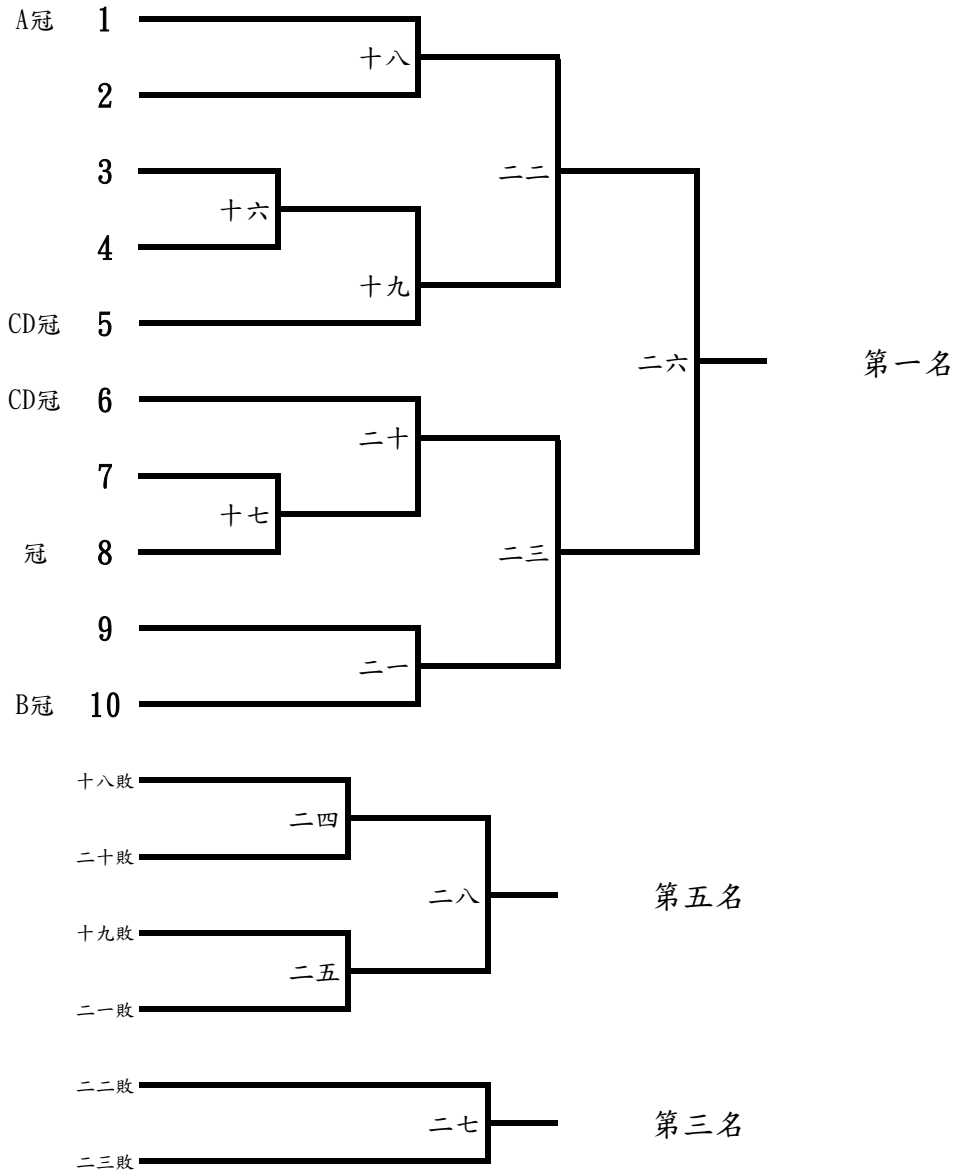 A冠 1
十八
2
二二
3
十六
4
十九
CD冠 5
二六 第一名
CD冠 6
二十
7
十七
冠 8
二三
9
二一
B冠 10
十八敗
二四
二十敗
二八 第五名
十九敗
二五
二一敗
二二敗
二七 第三名
二三敗